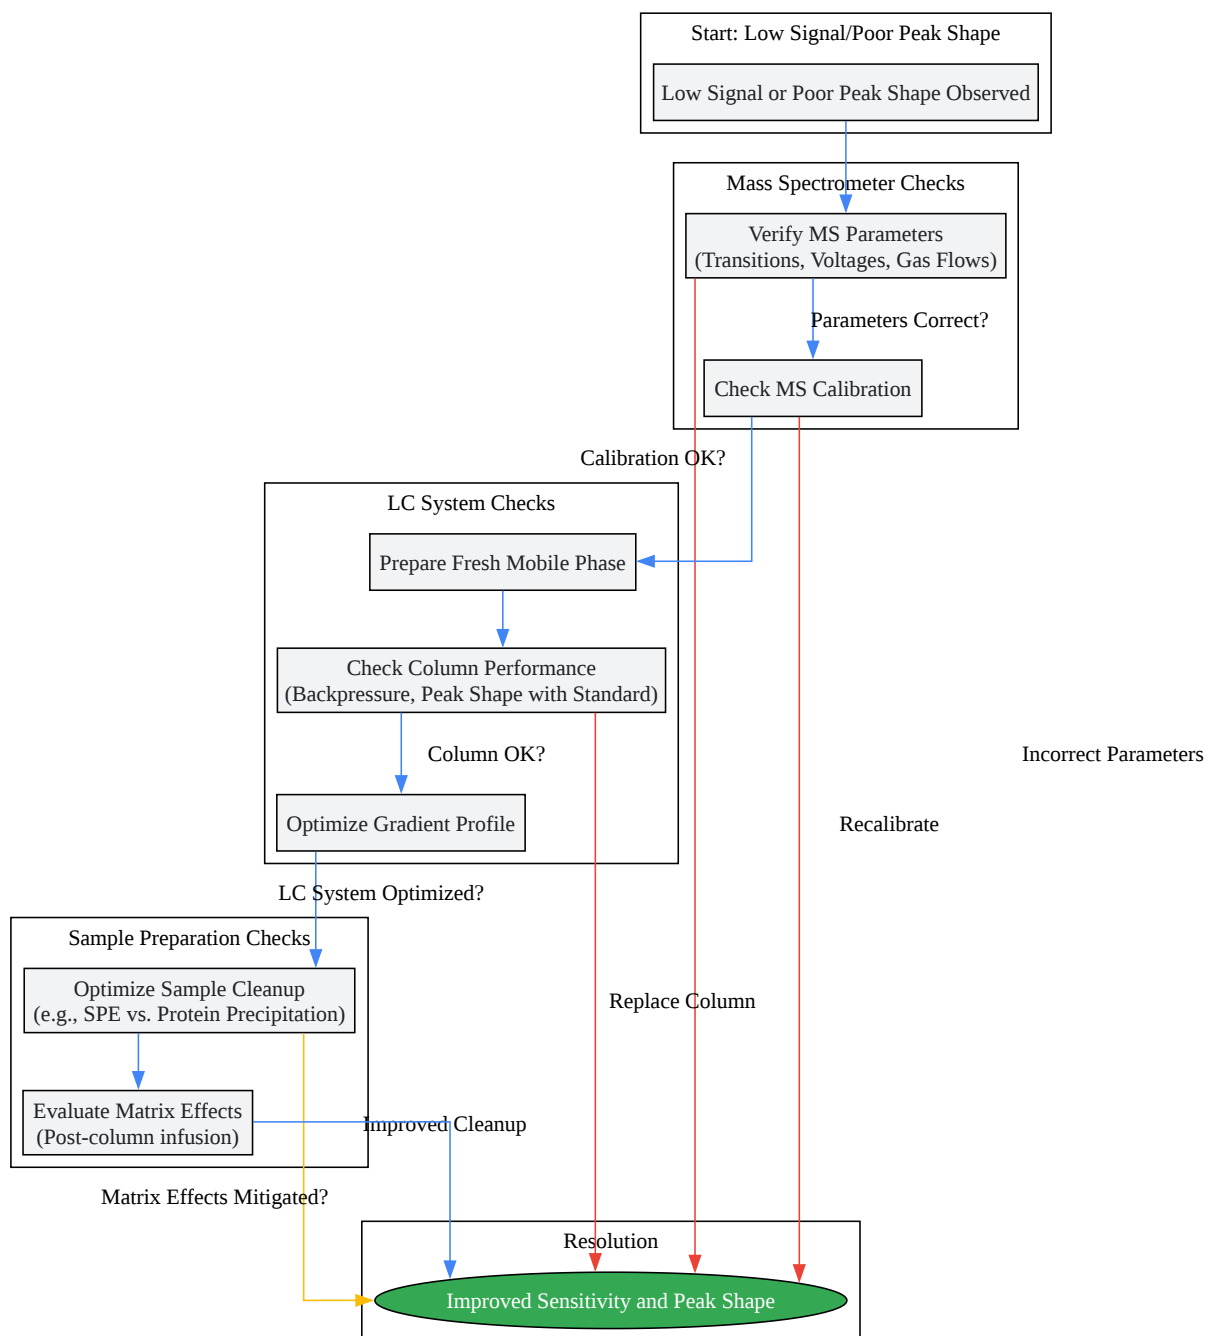 Start: Low Signal/Poor Peak Shape
Low Signal or Poor Peak Shape Observed
Mass Spectrometer Checks
Verify MS Parameters
(Transitions, Voltages, Gas Flows)
Parameters Correct?
Check MS Calibration
Calibration OK?
LC System Checks
Prepare Fresh Mobile Phase
Check Column Performance
(Backpressure, Peak Shape with Standard)
Column OK?
Incorrect Parameters
Optimize Gradient Profile
Recalibrate
LC System Optimized?
Sample Preparation Checks
Optimize Sample Cleanup
(e.g., SPE vs. Protein Precipitation)
Replace Column
Evaluate Matrix Effects
(Post-column infusion)
Improved Cleanup
Matrix Effects Mitigated?
Resolution
Improved Sensitivity and Peak Shape